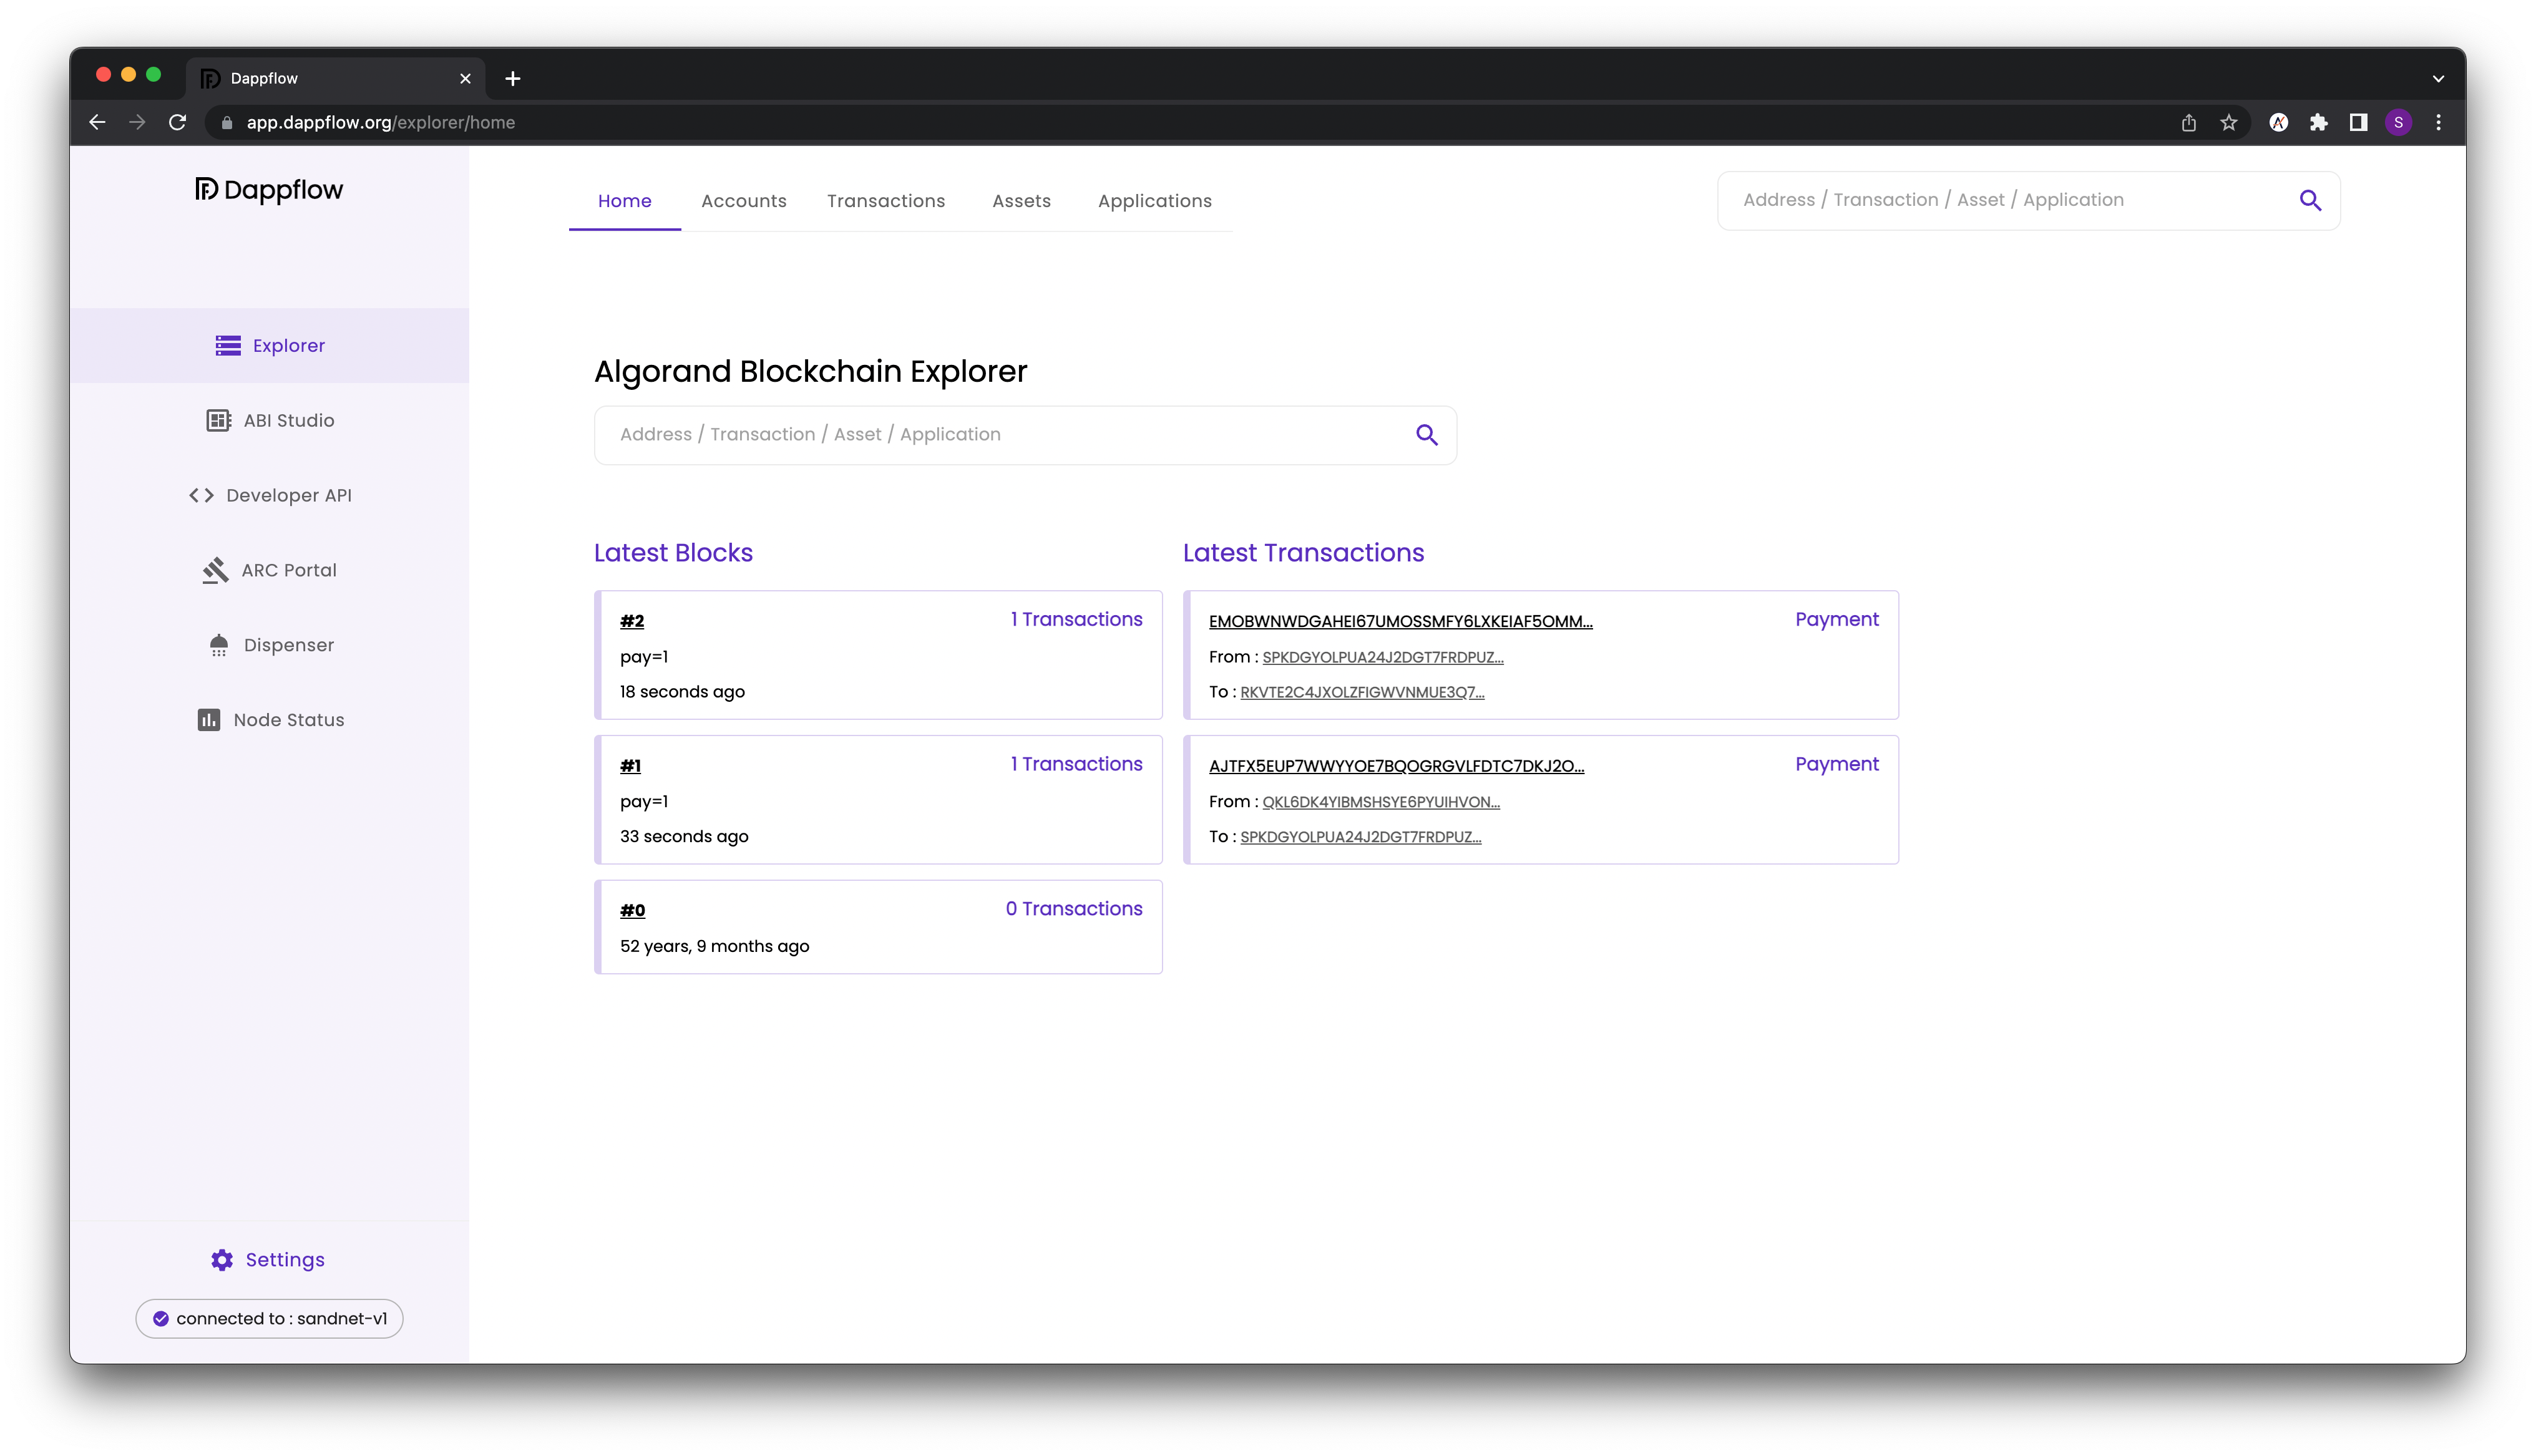 Dappflow
app.dappflow.org/explorer/home
S
Dappflow
Home Accounts Transactions Assets Applications
Address / Transaction / Asset / Application
Explorer
ABI Studio
Developer API
ARC Portal
Dispenser
Node Status
Settings
connected to : sandnet-v1
Algorand Blockchain Explorer
Address / Transaction / Asset / Application
Latest Blocks
#2 1 Transactions
pay=1
18 seconds ago
#1 1 Transactions
pay=1
33 seconds ago
#0 0 Transactions
52 years, 9 months ago
Latest Transactions
EMOBWNWDGAHEI67UMOSSMFY6LXKEIAF5OMM... Payment
From : SPKDGYOLPUA24J2DGT7FRDPUZ...
To : RKVTE2C4JXOLZFIGWVNMUE3Q7...
AJTFX5EUP7WWYYOE7BQOGRGVLFDTC7DKJ2O... Payment
From : QKL6DK4YIBMSHSYE6PYUIHVON...
To : SPKDGYOLPUA24J2DGT7FRDPUZ...